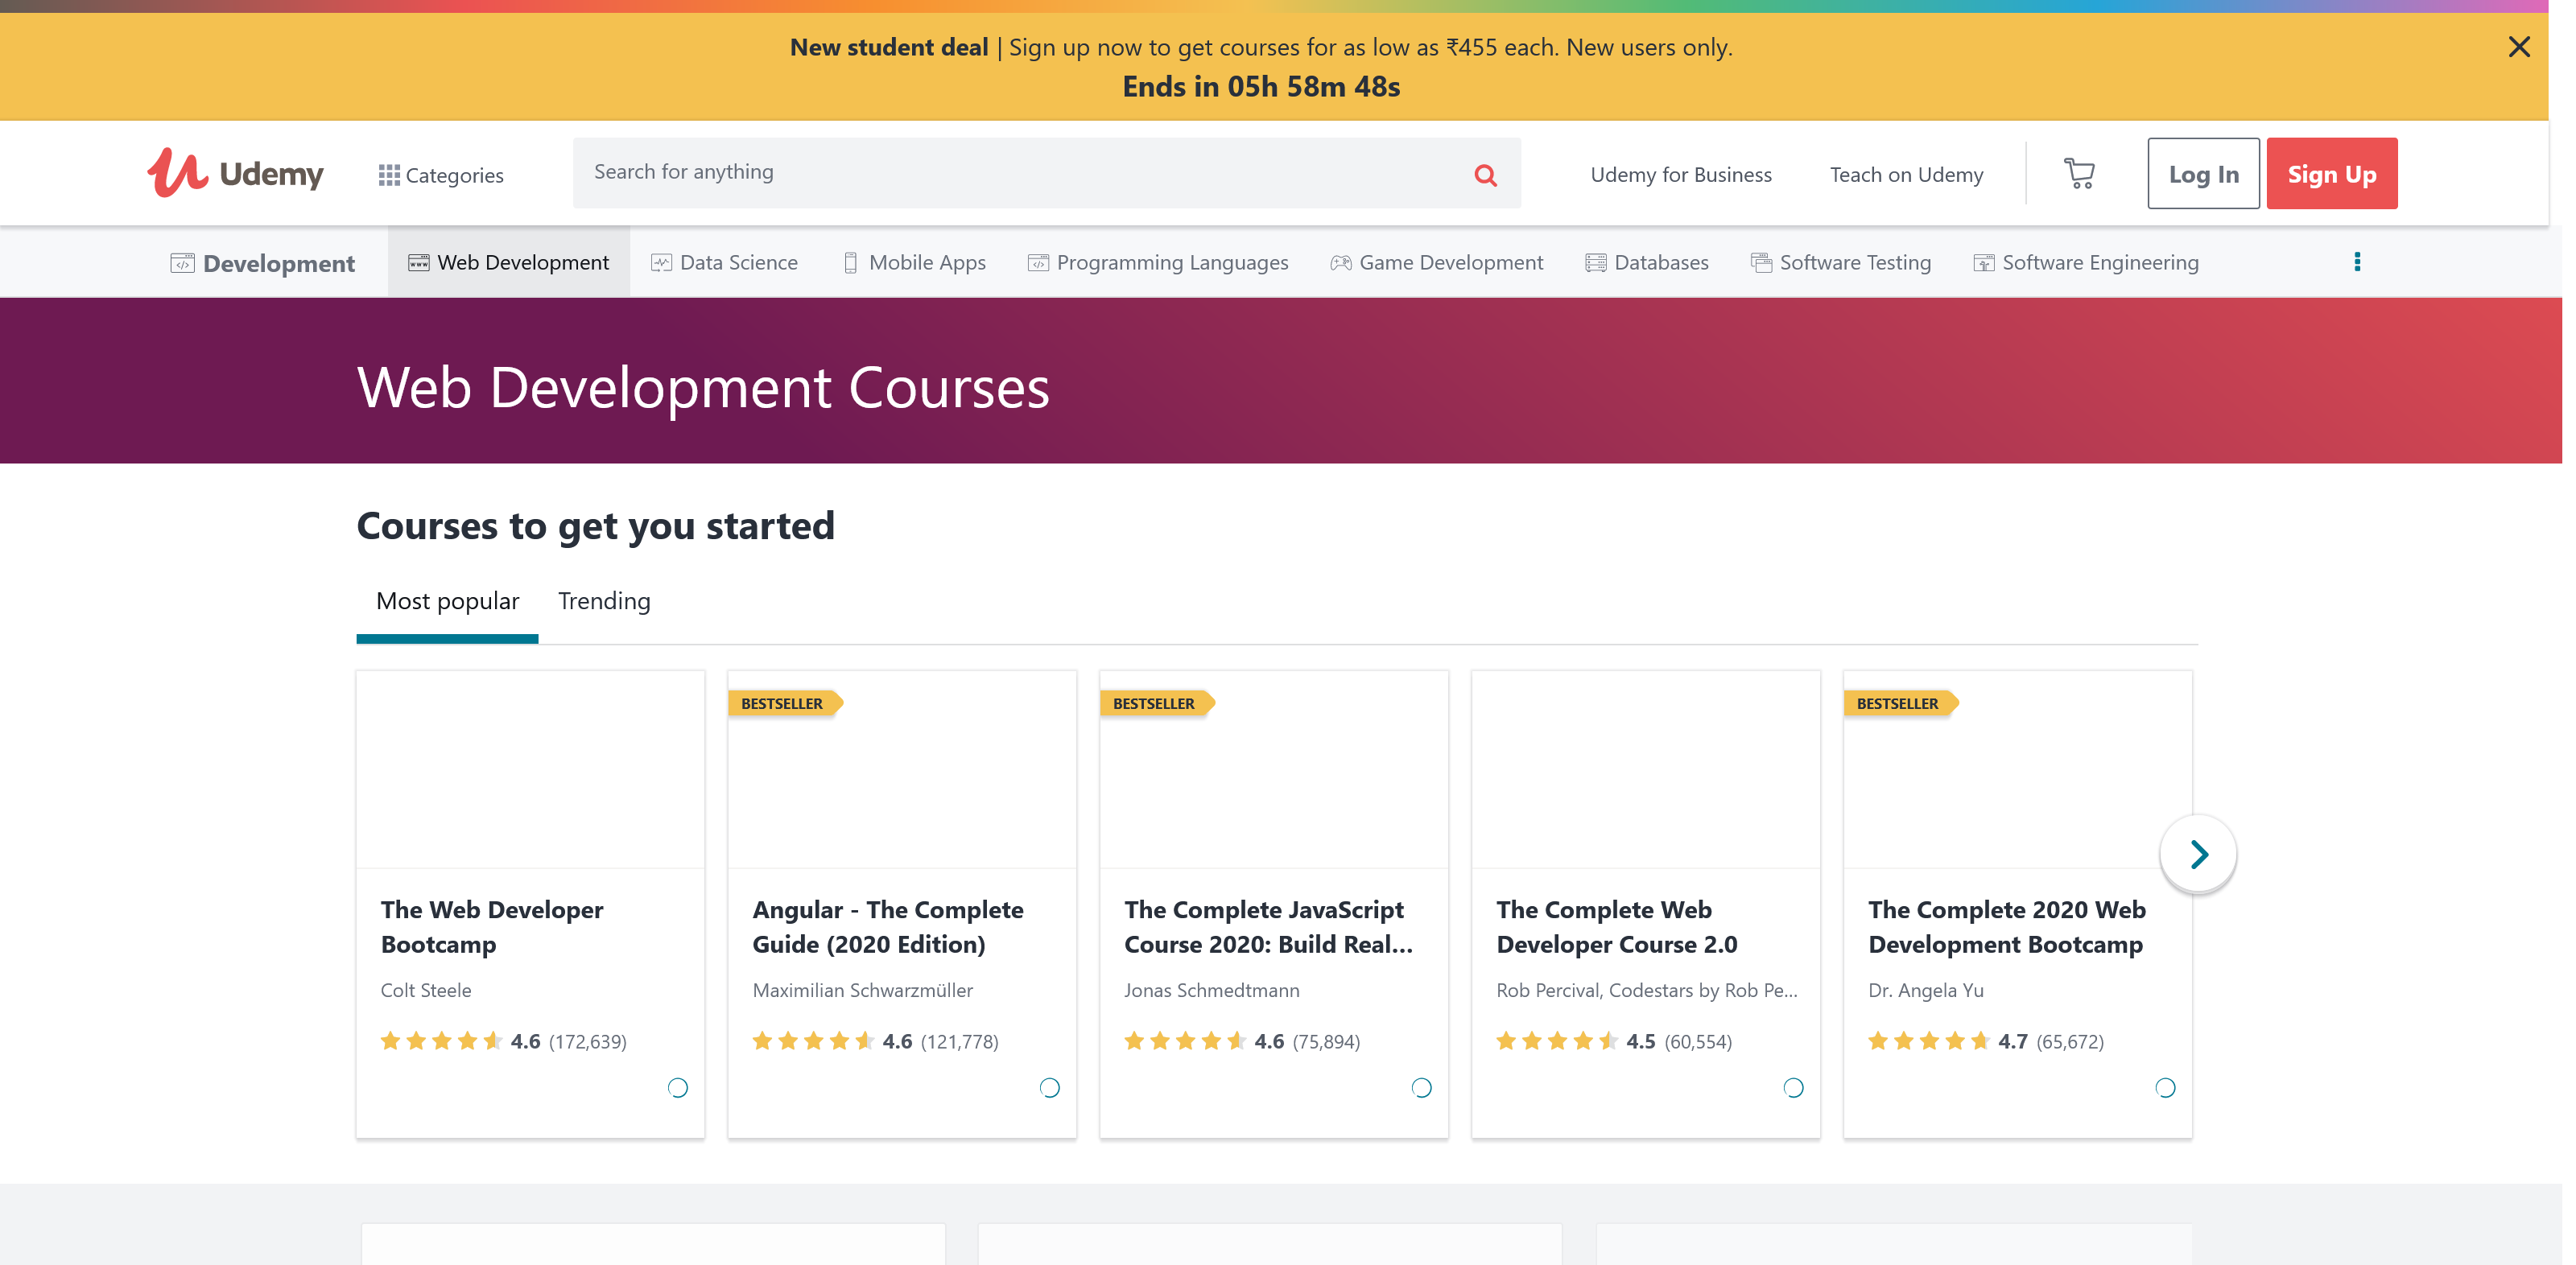 New student deal | Sign up now to get courses for as low as ₹455 each. New users only.
Ends in 05h 58m 48s
Udemy
Categories
Search for anything
Udemy for Business
Teach on Udemy
Log In
Sign Up
Development
Web Development
Data Science
Mobile Apps
Programming Languages
Game Development
Databases
Software Testing
Software Engineering
Web Development Courses
Courses to get you started
Most popular
Trending
The Web Developer
Bootcamp
Colt Steele
4.6 (172,639)
BESTSELLER
Angular - The Complete
Guide (2020 Edition)
Maximilian Schwarzmüller
4.6 (121,778)
BESTSELLER
The Complete JavaScript
Course 2020: Build Real...
Jonas Schmedtmann
4.6 (75,894)
The Complete Web
Developer Course 2.0
Rob Percival, Codestars by Rob Pe...
4.5 (60,554)
BESTSELLER
The Complete 2020 Web
Development Bootcamp
Dr. Angela Yu
4.7 (65,672)